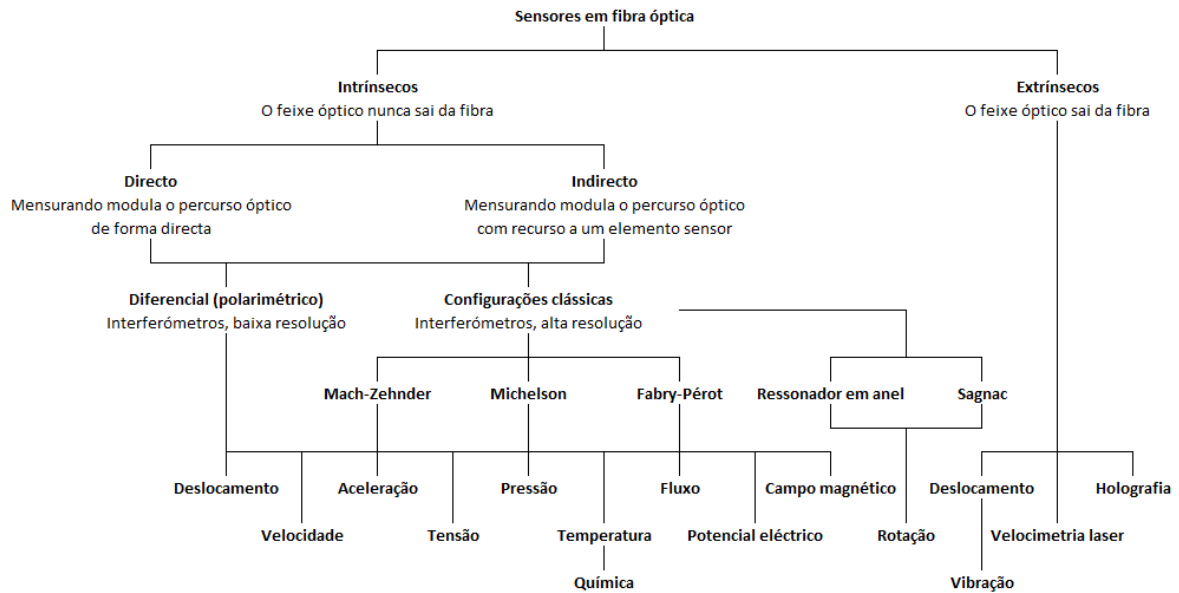 Sensores em fibra óptica
Intrínsecos
O feixe óptico nunca sai da fibra
Extrínsecos
O feixe óptico sai da fibra
Directo
Mensurando modula o percurso óptico
de forma directa
Indirecto
Mensurando modula o percurso óptico
com recurso a um elemento sensor
Diferencial (polarimétrico)
Interferómetros, baixa resolução
Configurações clássicas
Interferómetros, alta resolução
Mach-Zehnder
Michelson
Fabry-Pérot
Ressonador em anel
Sagnac
Deslocamento
Aceleração
Pressão
Fluxo
Campo magnético
Deslocamento
Holografia
Velocidade
Tensão
Temperatura
Potencial eléctrico
Rotação
Velocimetria laser
Química
Vibração